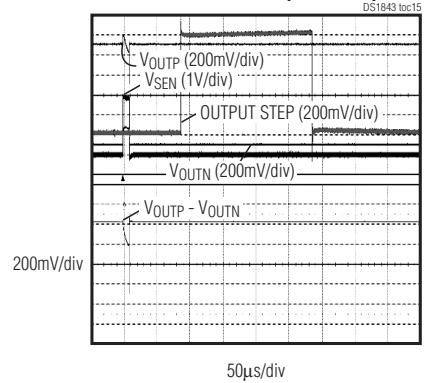 DS1843 toc15
VOUTP (200mV/div)
VSEN (1V/div)
OUTPUT STEP (200mV/div)
VOUTN (200mV/div)
VOUTP - VOUTN
200mV/div
50µs/div